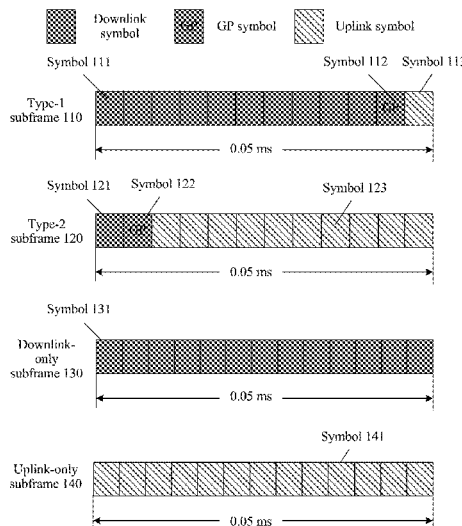 Downlink symbol
GP symbol
Uplink symbol
Symbol 111
Symbol 112
Symbol 113
Type-1 subframe 110
GP
0.05 ms
Symbol 121
Symbol 122
Symbol 123
Type-2 subframe 120
GP
0.05 ms
Symbol 131
Downlink-only subframe 130
0.05 ms
Symbol 141
Uplink-only subframe 140
0.05 ms